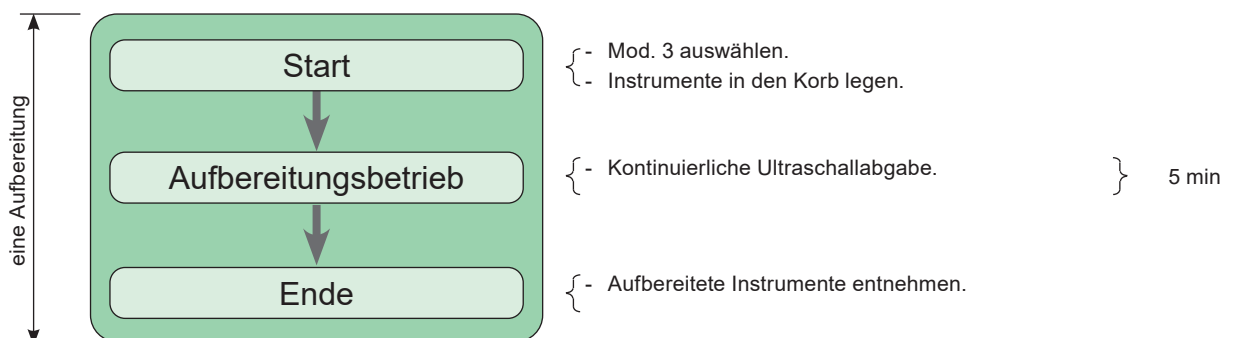 eine Aufbereitung
Start
- Mod. 3 auswählen.
- Instrumente in den Korb legen.
Aufbereitungsbetrieb
- Kontinuierliche Ultraschallabgabe.
5 min
Ende
- Aufbereitete Instrumente entnehmen.